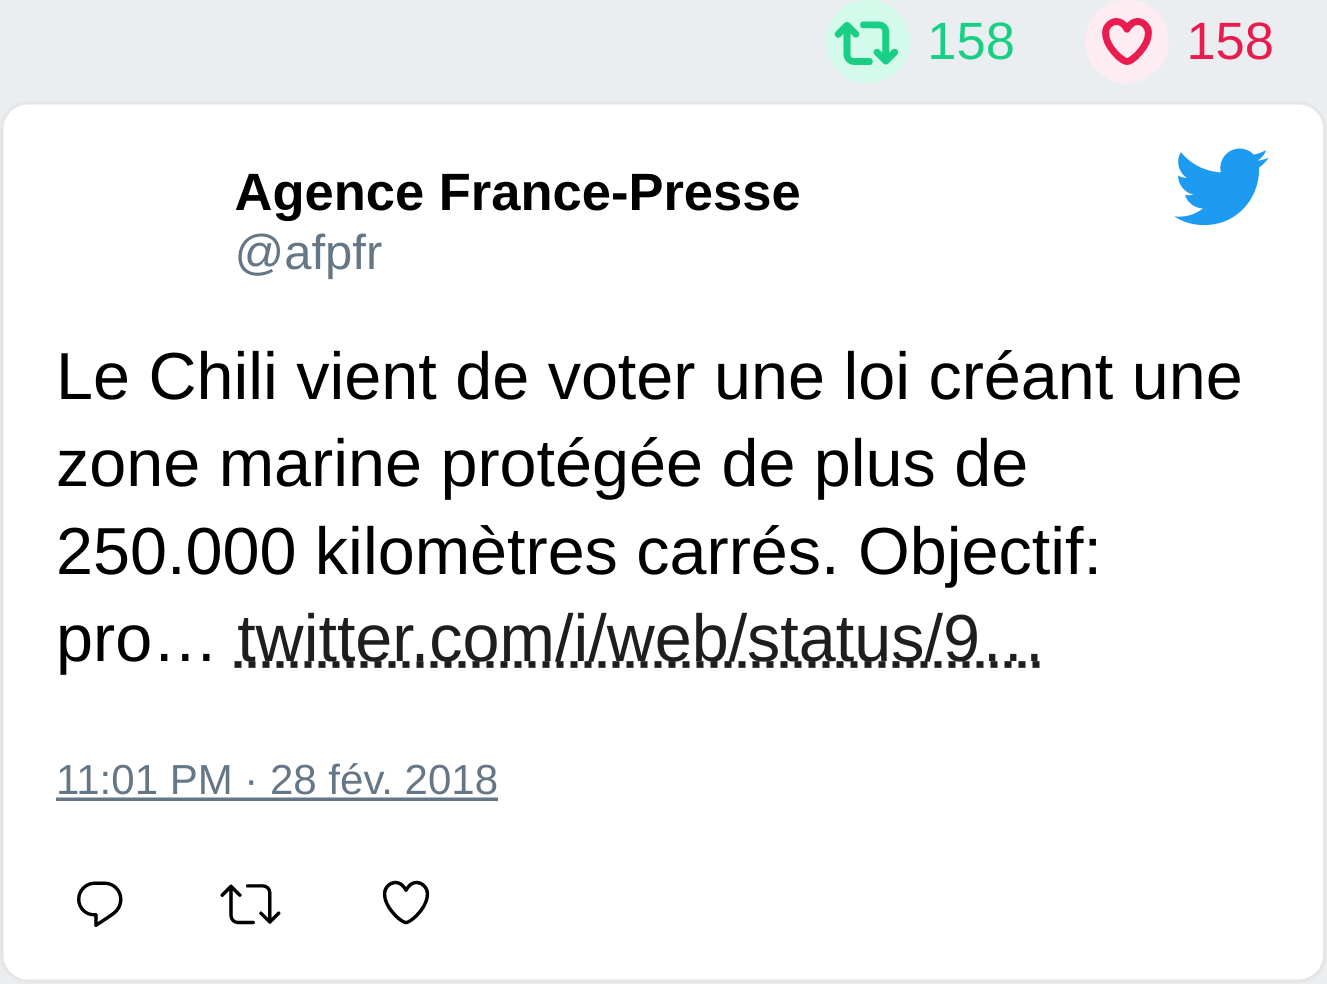 158 158
Agence France-Presse
@afpfr
Le Chili vient de voter une loi créant une
zone marine protégée de plus de
250.000 kilomètres carrés. Objectif:
pro… twitter.com/i/web/status/9…
11:01 PM · 28 fév. 2018